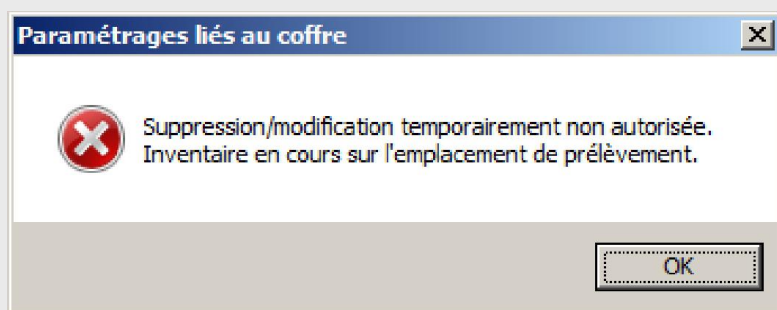 Paramétrages liés au coffre
Suppression/modification temporairement non autorisée.
Inventaire en cours sur l'emplacement de prélèvement.
OK